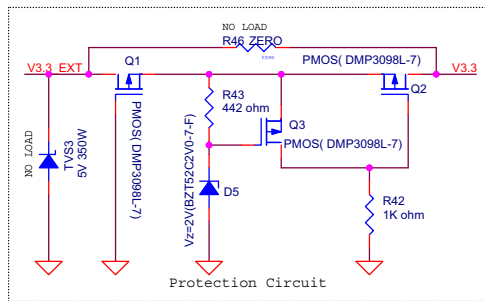 NO LOAD
R46 ZERO
V3.3_EXT
Q1
PMOS( DMP3098L-7)
V3.3
Q2
R43
442 ohm
Q3
PMOS( DMP3098L-7)
PMOS( DMP3098L-7)
NO LOAD
TVS3
5V 350W
D5
Vz=2V(BZT52C2V0-7-F)
R42
1K ohm
Protection Circuit